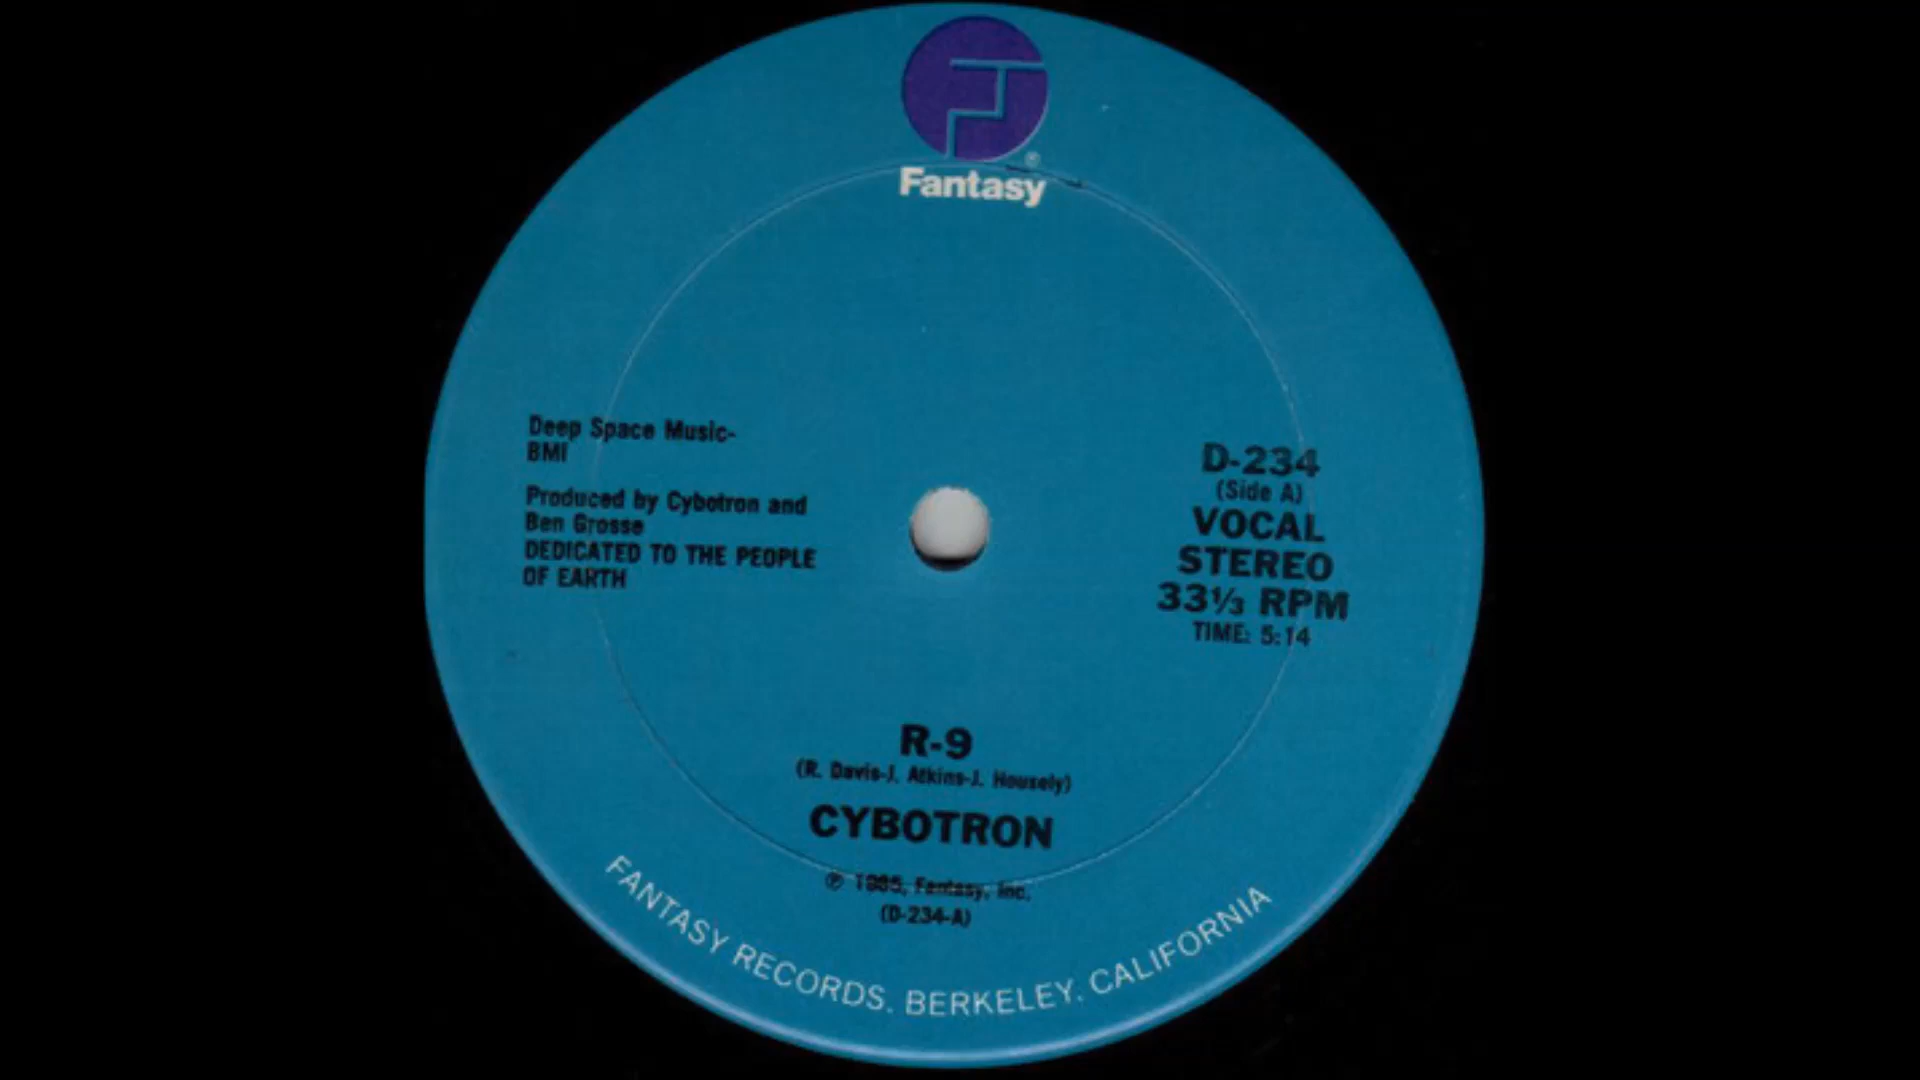 Fantasy
Deep Space Music-
BMI
Produced by Cybotron and
Ben Grosse
DEDICATED TO THE PEOPLE
OF EARTH
D-234
(Side A)
VOCAL
STEREO
33⅓ RPM
TIME: 5:14
R-9
(R. Davis-J. Atkins-J. Housely)
CYBOTRON
℗ 1985, Fantasy, Inc.
(D-234-A)
FANTASY RECORDS, BERKELEY, CALIFORNIA